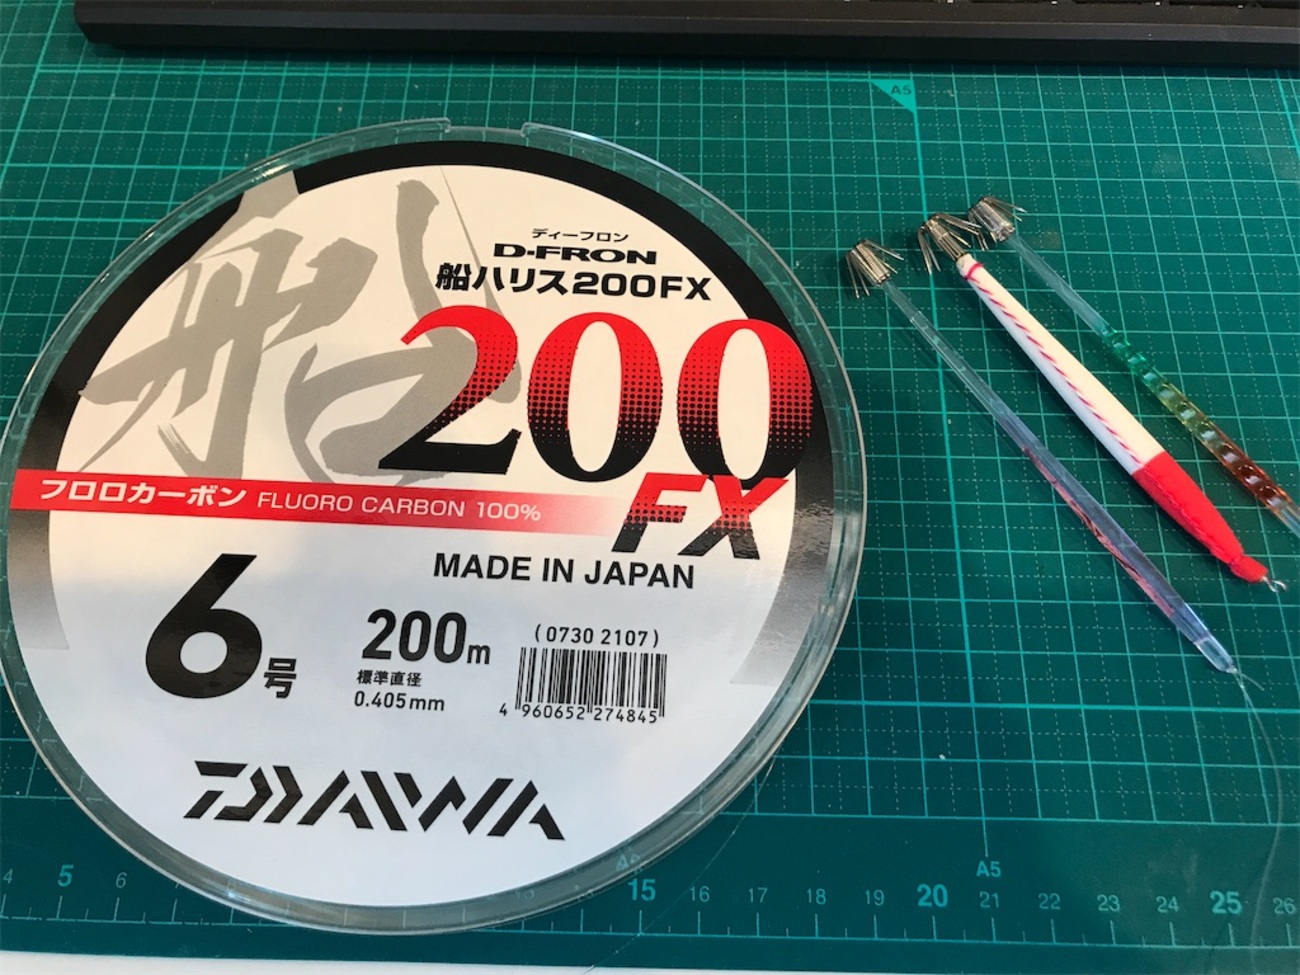 A5
船
ディーフロン
D-FRON
船ハリス200FX
200
FX
フロロカーボン FLUORO CARBON 100%
MADE IN JAPAN
6号
200m
標準直径
0.405mm
(0730 2107)
4 960652 274845
DAIWA
A5
4 5 6 15 16 17 18 19 20 21 22 23 24 25 26